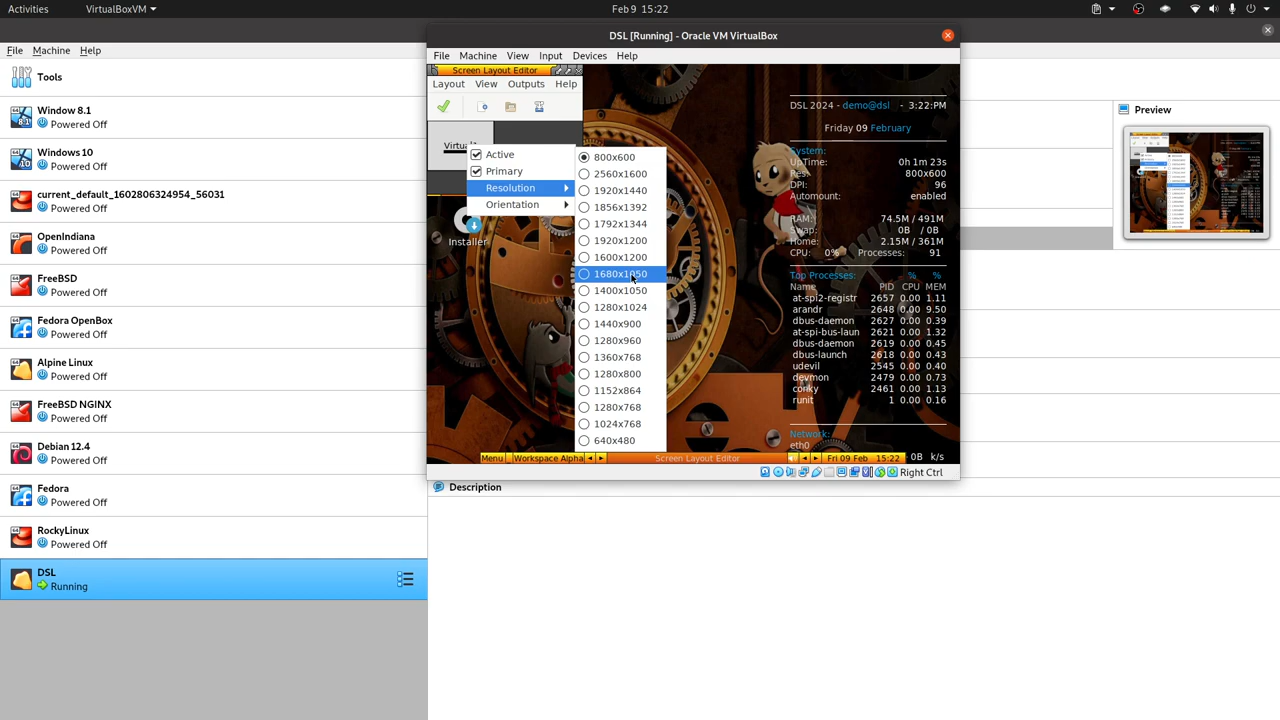 Activities
VirtualBoxVM
Feb 9 15:22
File Machine Help
Tools
Window 8.1
Powered Off
Windows 10
Powered Off
current_default_1602806324954_56031
Powered Off
OpenIndiana
Powered Off
FreeBSD
Powered Off
Fedora OpenBox
Powered Off
Alpine Linux
Powered Off
FreeBSD NGINX
Powered Off
Debian 12.4
Powered Off
Fedora
Powered Off
RockyLinux
Powered Off
DSL
Running
DSL [Running] - Oracle VM VirtualBox
File Machine View Input Devices Help
Screen Layout Editor
Layout View Outputs Help
Virtual
Active
Primary
Resolution
Orientation
Installer
800x600
2560x1600
1920x1440
1856x1392
1792x1344
1920x1200
1600x1200
1680x1050
1400x1050
1280x1024
1440x900
1280x960
1360x768
1280x800
1152x864
1280x768
1024x768
640x480
DSL 2024 - demo@dsl - 3:22:PM
Friday 09 February
System:
UpTime: 0h 1m 23s
Res: 800x600
DPI: 96
Automount: enabled
RAM: 74.5M / 491M
Swap: 0B / 0B
Home: 2.15M / 361M
CPU: 0% Processes: 91
Top Processes: % %
Name PID CPU MEM
at-spi2-registr 2657 0.00 1.11
arandr 2648 0.00 9.50
dbus-daemon 2627 0.00 0.39
at-spi-bus-laun 2621 0.00 1.32
dbus-daemon 2619 0.00 0.45
dbus-launch 2618 0.00 0.43
udevil 2545 0.00 0.40
devmon 2479 0.00 0.73
conky 2461 0.00 1.13
runit 1 0.00 0.16
Network:
eth0
0B k/s
Menu Workspace Alpha Screen Layout Editor Fri 09 Feb 15:22
Right Ctrl
Preview
Description